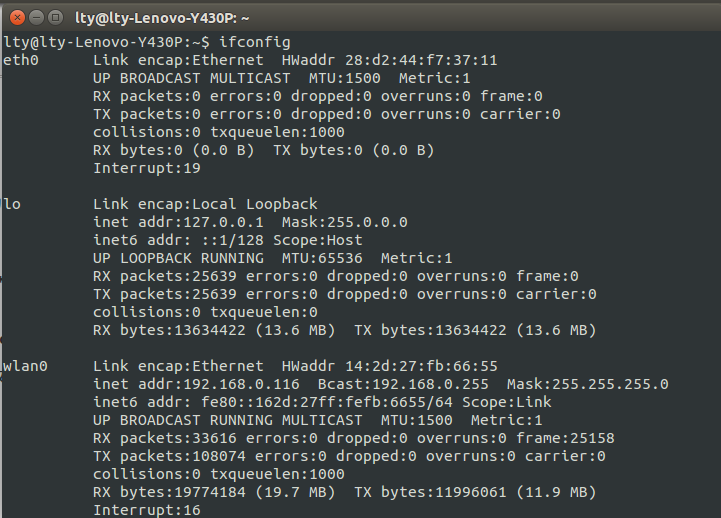 lty@lty-Lenovo-Y430P: ~
lty@lty-Lenovo-Y430P:~$ ifconfig
eth0      Link encap:Ethernet  HWaddr 28:d2:44:f7:37:11
          UP BROADCAST MULTICAST  MTU:1500  Metric:1
          RX packets:0 errors:0 dropped:0 overruns:0 frame:0
          TX packets:0 errors:0 dropped:0 overruns:0 carrier:0
          collisions:0 txqueuelen:1000
          RX bytes:0 (0.0 B)  TX bytes:0 (0.0 B)
          Interrupt:19
lo        Link encap:Local Loopback
          inet addr:127.0.0.1  Mask:255.0.0.0
          inet6 addr: ::1/128 Scope:Host
          UP LOOPBACK RUNNING  MTU:65536  Metric:1
          RX packets:25639 errors:0 dropped:0 overruns:0 frame:0
          TX packets:25639 errors:0 dropped:0 overruns:0 carrier:0
          collisions:0 txqueuelen:0
          RX bytes:13634422 (13.6 MB)  TX bytes:13634422 (13.6 MB)
wlan0     Link encap:Ethernet  HWaddr 14:2d:27:fb:66:55
          inet addr:192.168.0.116  Bcast:192.168.0.255  Mask:255.255.255.0
          inet6 addr: fe80::162d:27ff:fefb:6655/64 Scope:Link
          UP BROADCAST RUNNING MULTICAST  MTU:1500  Metric:1
          RX packets:33616 errors:0 dropped:0 overruns:0 frame:25158
          TX packets:108074 errors:0 dropped:0 overruns:0 carrier:0
          collisions:0 txqueuelen:1000
          RX bytes:19774184 (19.7 MB)  TX bytes:11996061 (11.9 MB)
          Interrupt:16